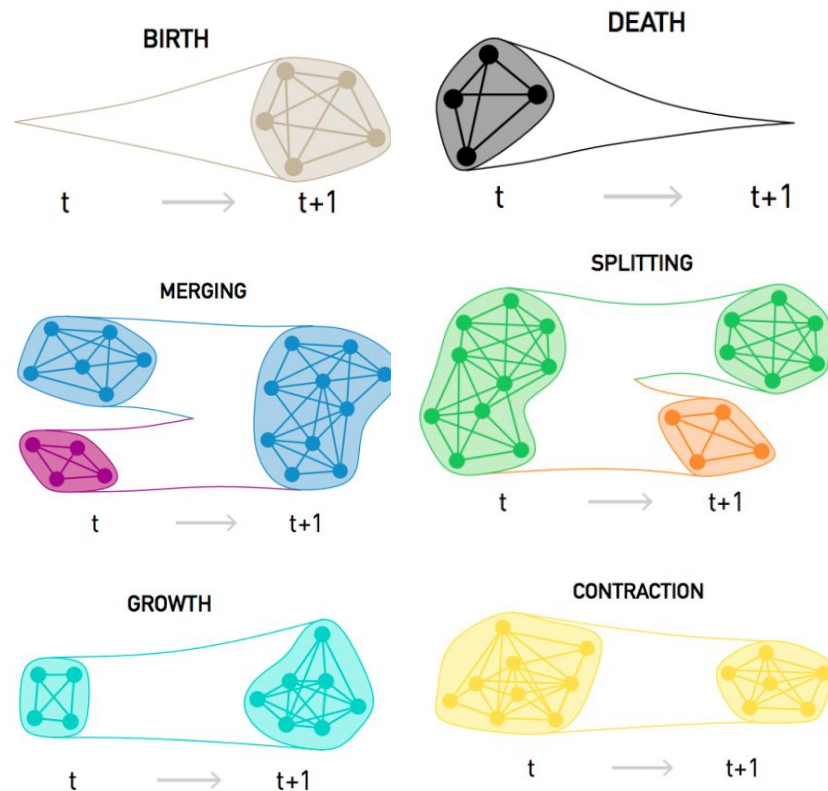 BIRTH
t
t+1
DEATH
t
t+1
MERGING
t
t+1
SPLITTING
t
t+1
GROWTH
t
t+1
CONTRACTION
t
t+1